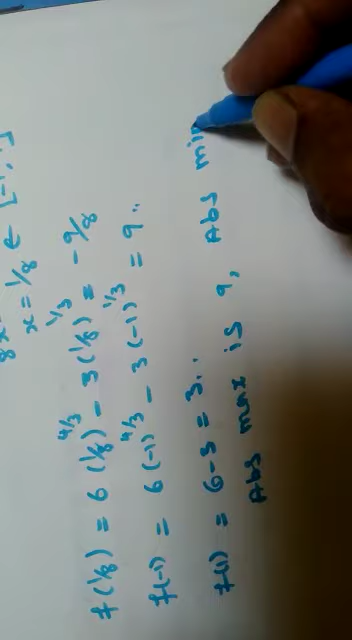 8x
x = 1/8 ∈ [-1, 1]
f(1/8) = 6(1/8)^4/3 - 3(1/8)^1/3 = -9/8
f(-1) = 6(-1)^4/3 - 3(-1)^1/3 = 9..
f(1) = 6-3 = 3..
Abs max is 9, Abs min